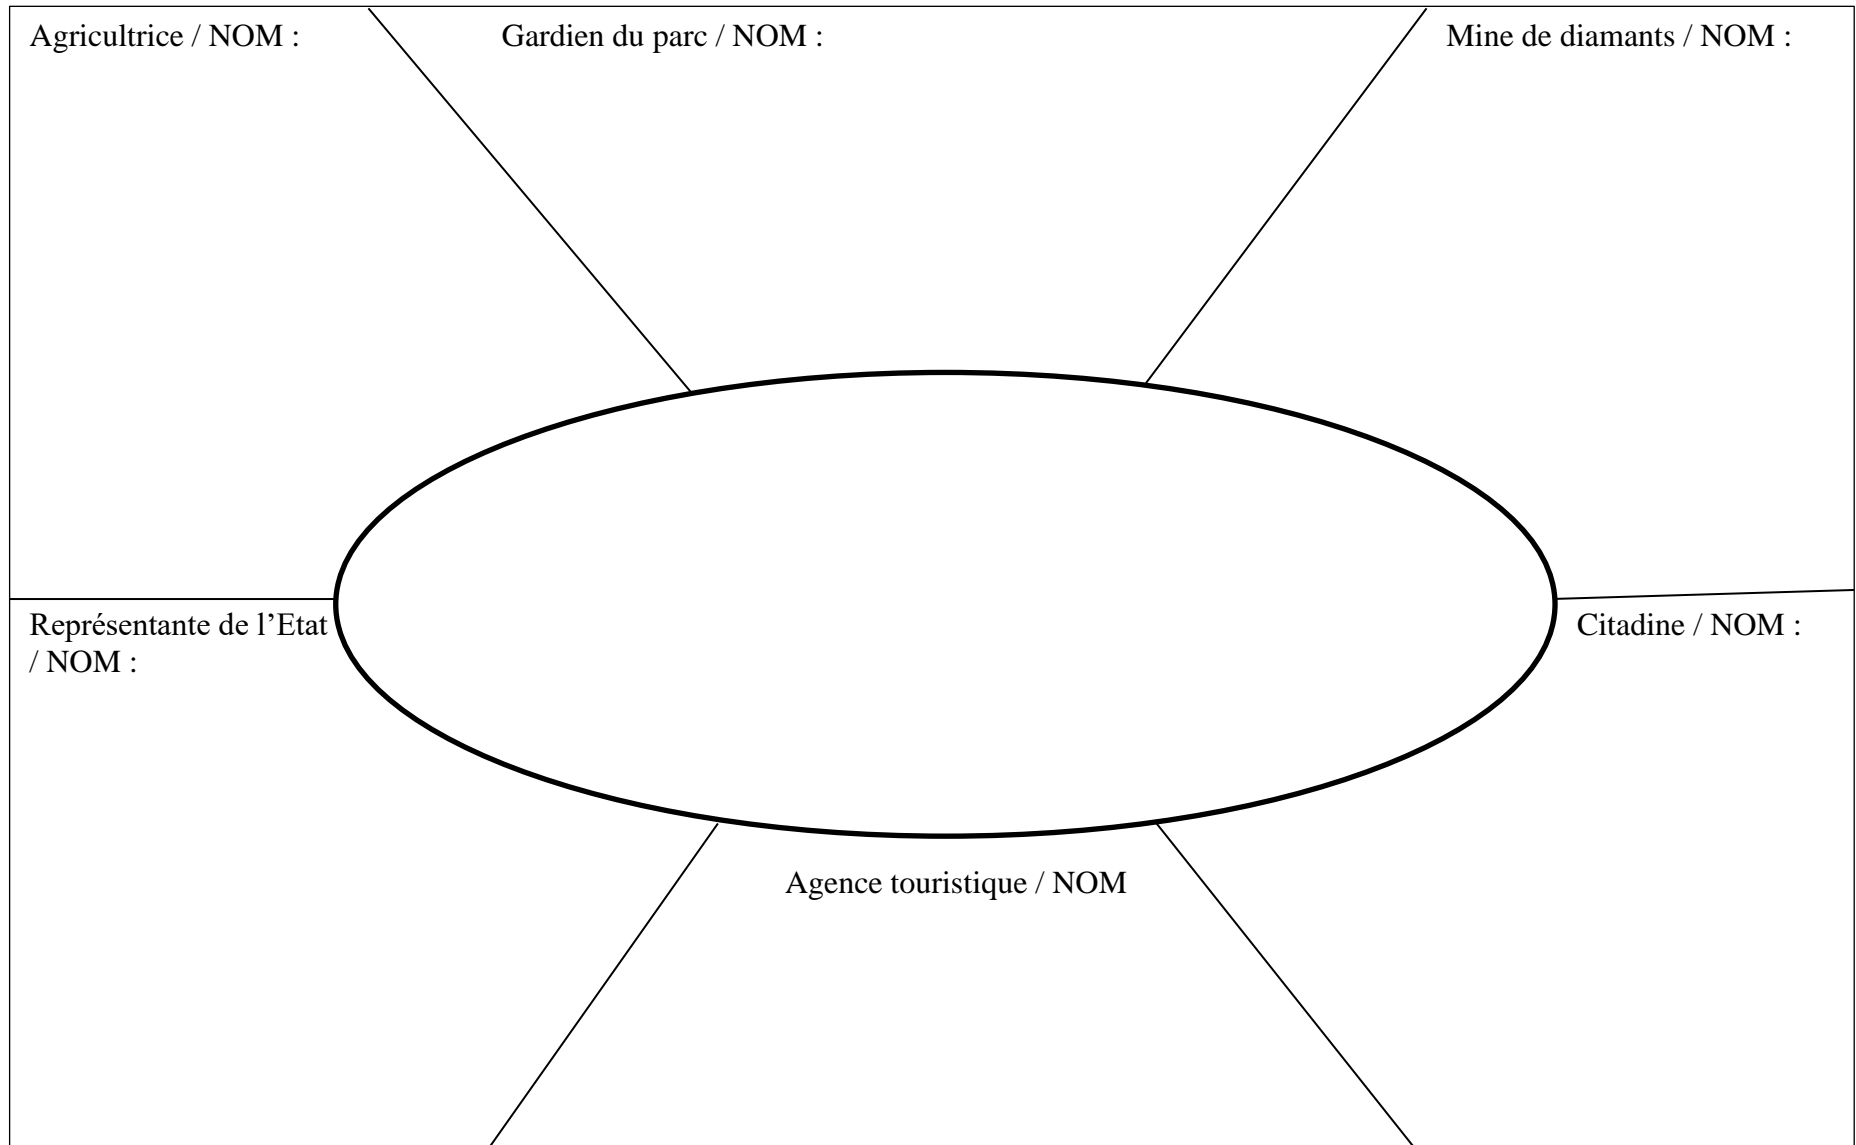 Agricultrice / NOM :
Gardien du parc / NOM :
Mine de diamants / NOM :
Représentante de l’Etat
/ NOM :
Citadine / NOM :
Agence touristique / NOM